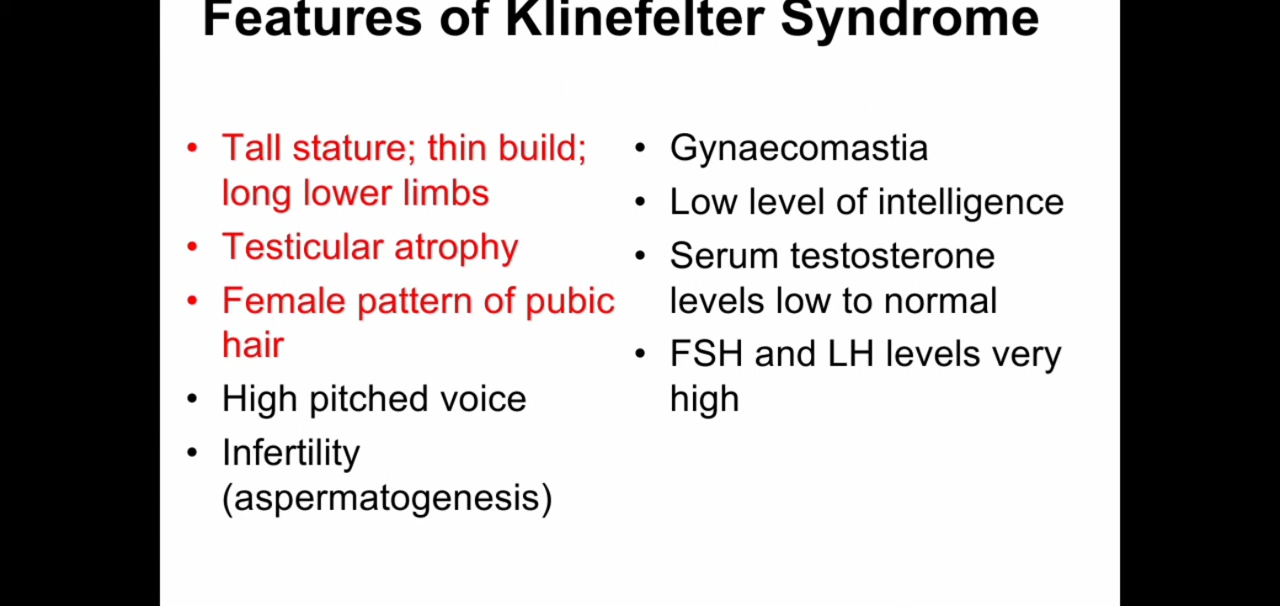 Features of Klinefelter Syndrome
• Tall stature; thin build;
long lower limbs
• Testicular atrophy
• Female pattern of pubic
hair
• High pitched voice
• Infertility
(aspermatogenesis)
• Gynaecomastia
• Low level of intelligence
• Serum testosterone
levels low to normal
• FSH and LH levels very
high